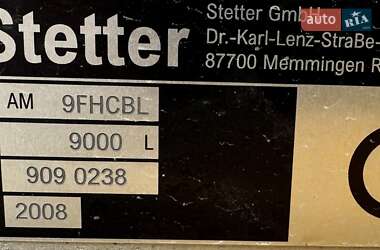 Stetter
Stetter GmbH
Dr.-Karl-Lenz-Straße-
87700 Memmingen
AM 9FHCBL
9000 L
909 0238
2008
auto RIA